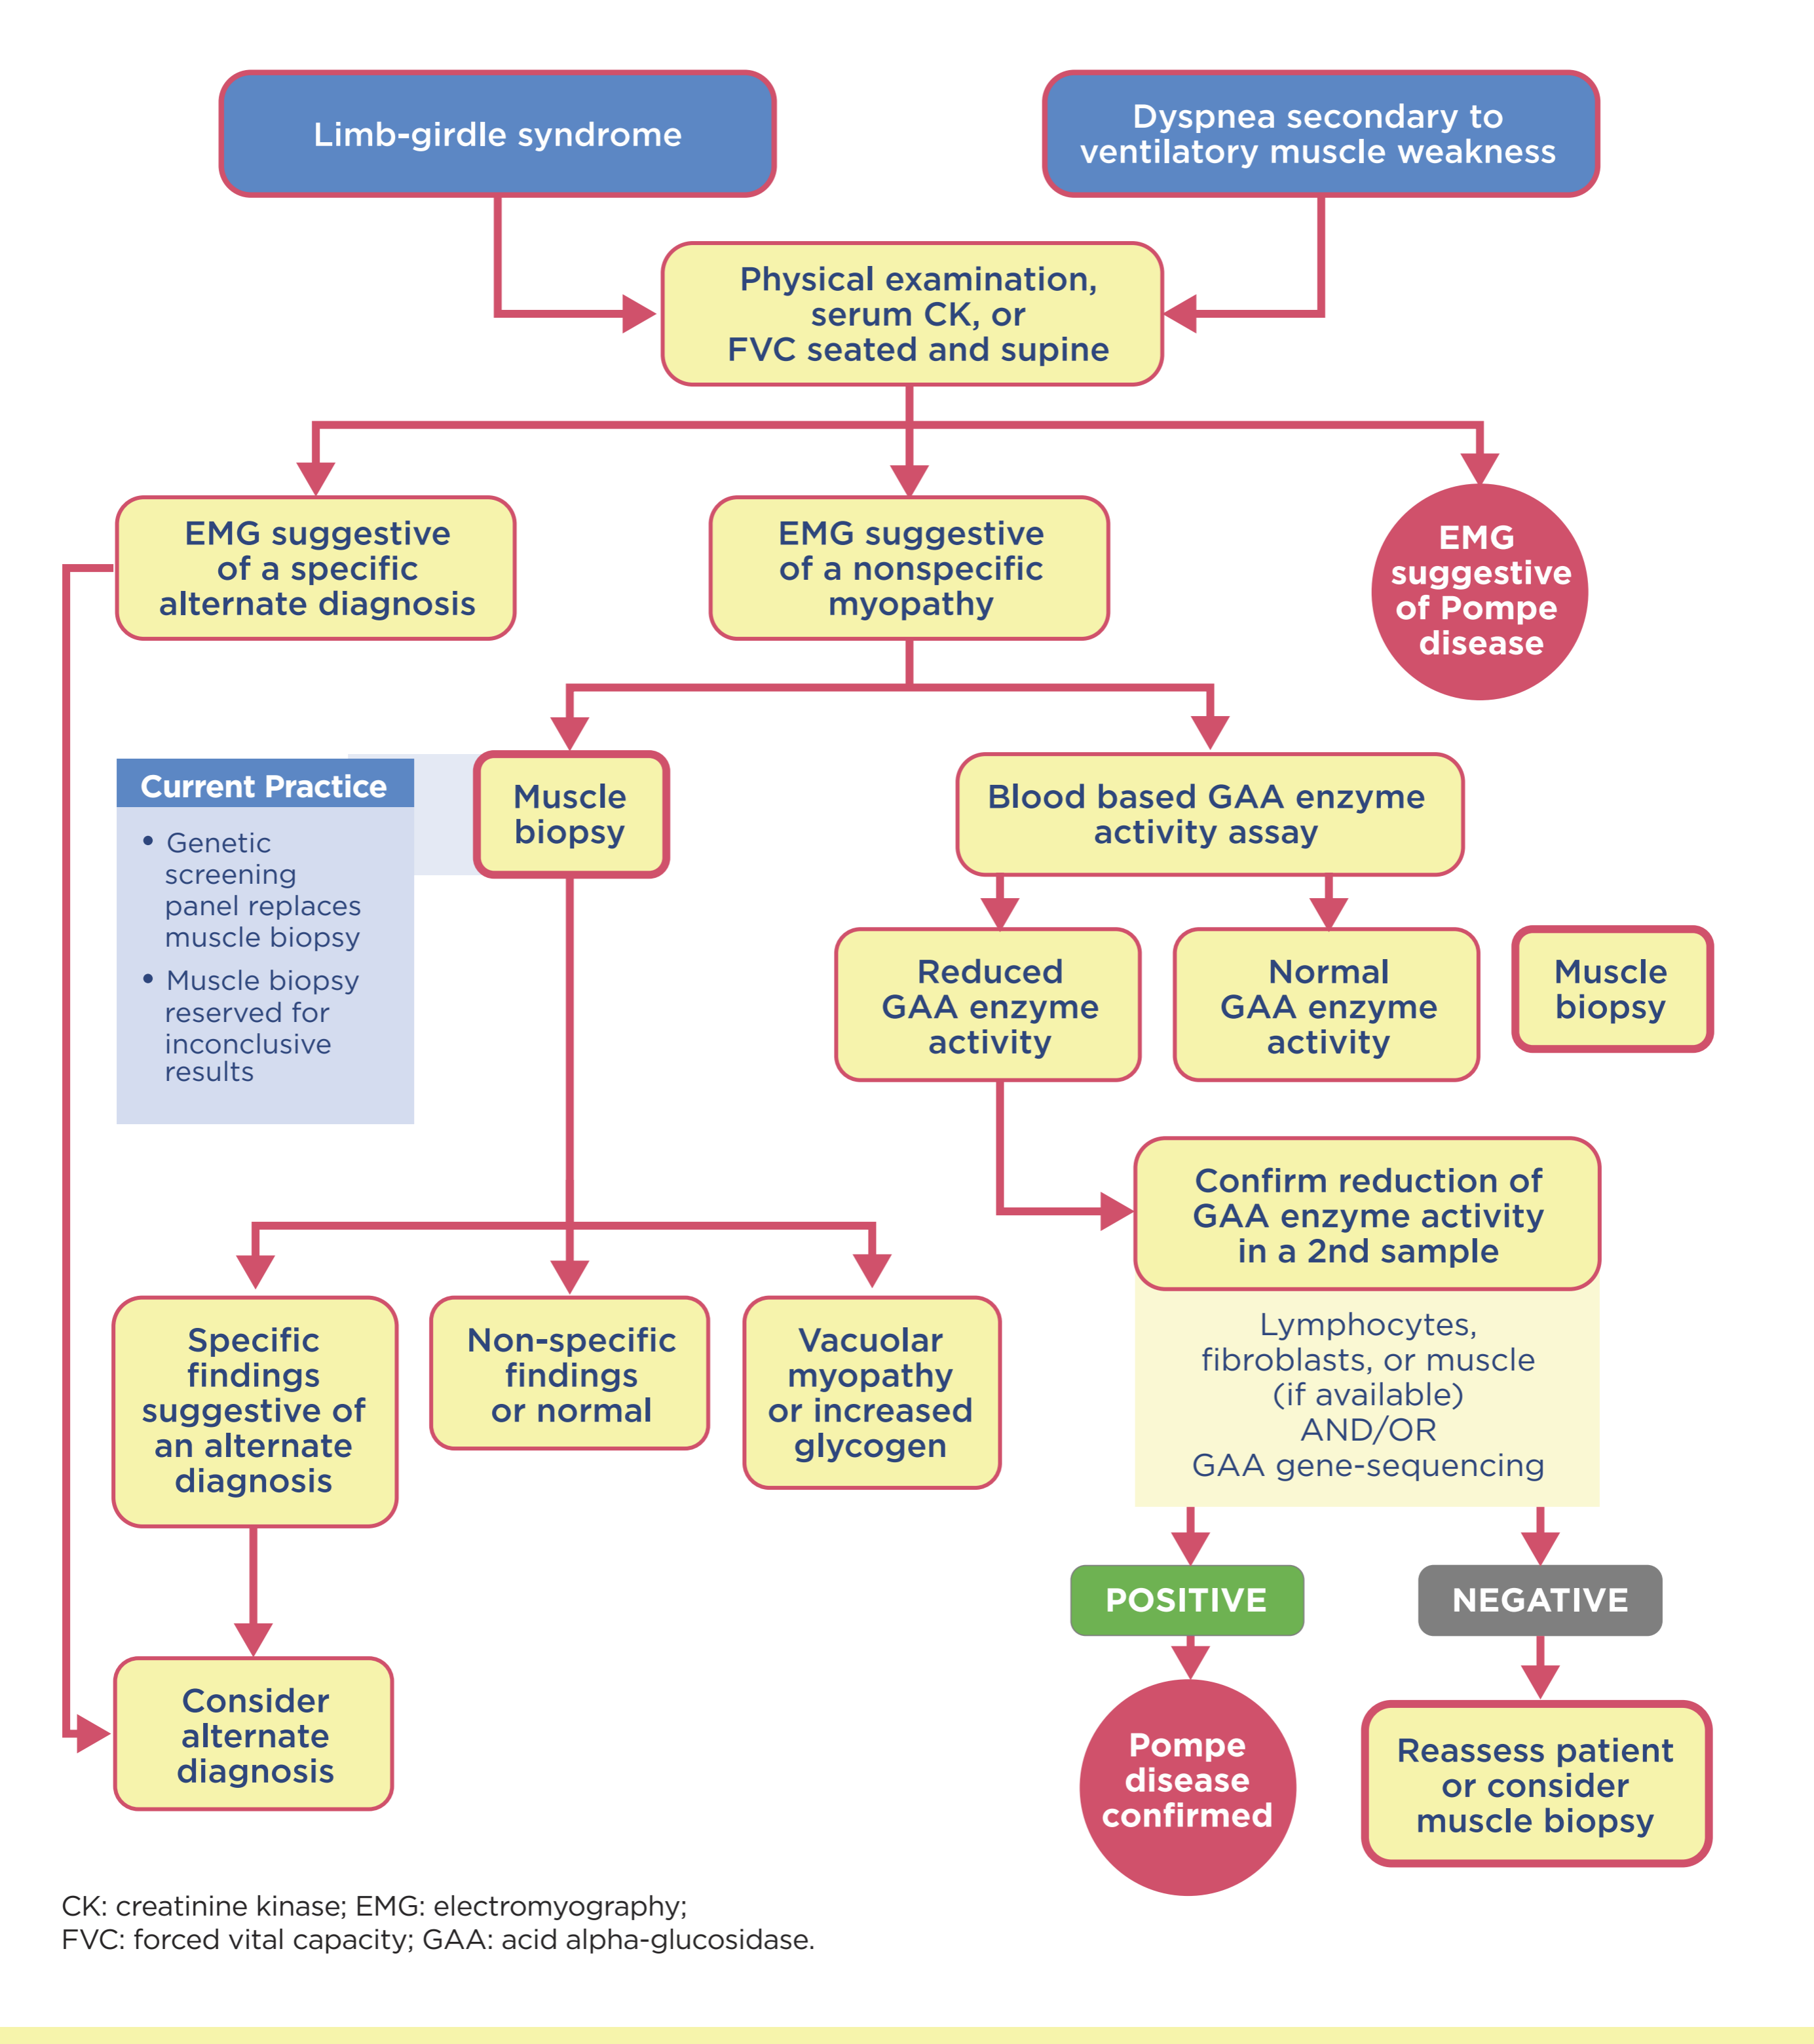 Limb-girdle syndrome
Dyspnea secondary to
ventilatory muscle weakness
Physical examination,
serum CK, or
FVC seated and supine
EMG suggestive
of a specific
alternate diagnosis
EMG suggestive
of a nonspecific
myopathy
EMG
suggestive
of Pompe
disease
Current Practice
• Genetic
screening
panel replaces
muscle biopsy
• Muscle biopsy
reserved for
inconclusive
results
Muscle
biopsy
Blood based GAA enzyme
activity assay
Reduced
GAA enzyme
activity
Normal
GAA enzyme
activity
Muscle
biopsy
Confirm reduction of
GAA enzyme activity
in a 2nd sample
Lymphocytes,
fibroblasts, or muscle
(if available)
AND/OR
GAA gene-sequencing
Specific
findings
suggestive of
an alternate
diagnosis
Non-specific
findings
or normal
Vacuolar
myopathy
or increased
glycogen
POSITIVE
NEGATIVE
Consider
alternate
diagnosis
Pompe
disease
confirmed
Reassess patient
or consider
muscle biopsy
CK: creatinine kinase; EMG: electromyography;
FVC: forced vital capacity; GAA: acid alpha-glucosidase.